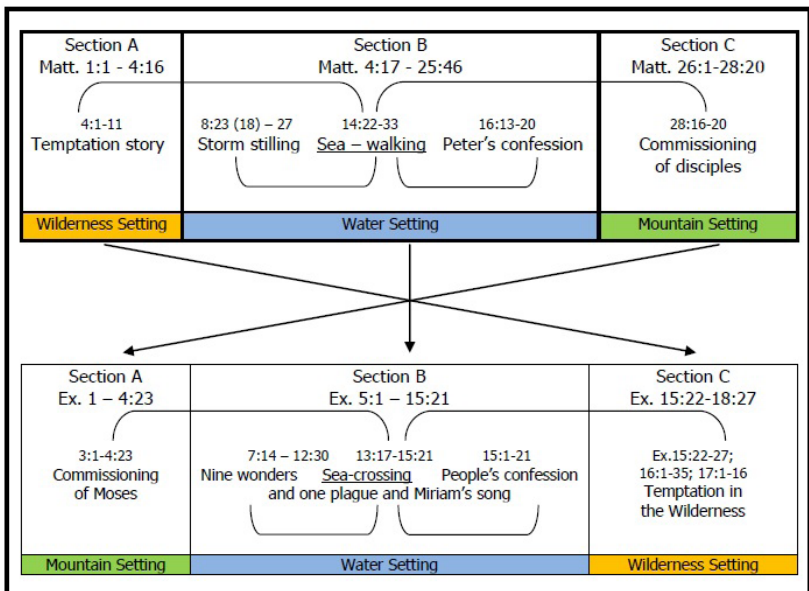 Section A
Matt. 1:1 - 4:16
4:1-11
Temptation story
Wilderness Setting
Section B
Matt. 4:17 - 25:46
8:23 (18) – 27
Storm stilling
14:22-33
Sea – walking
16:13-20
Peter's confession
Water Setting
Section C
Matt. 26:1-28:20
28:16-20
Commissioning
of disciples
Mountain Setting
Section A
Ex. 1 – 4:23
3:1-4:23
Commissioning
of Moses
Mountain Setting
Section B
Ex. 5:1 – 15:21
7:14 – 12:30 13:17-15:21 15:1-21
Nine wonders Sea-crossing People's confession
and one plague and Miriam's song
Water Setting
Section C
Ex. 15:22-18:27
Ex.15:22-27;
16:1-35; 17:1-16
Temptation in
the Wilderness
Wilderness Setting